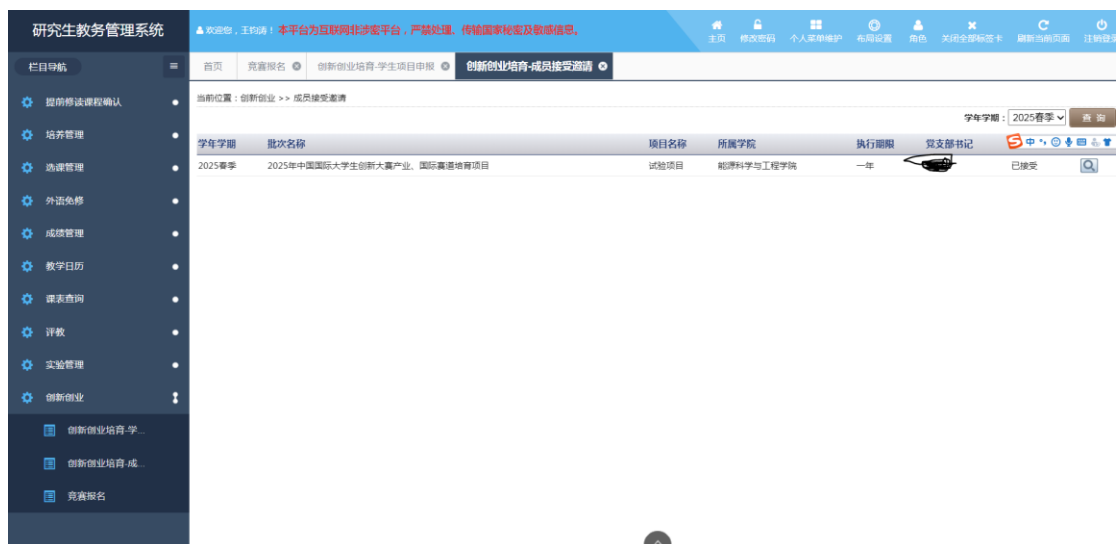 研究生教务管理系统
欢迎您，王钧涛！本平台为互联网非涉密平台，严禁处理、传输国家秘密及敏感信息。
主页 修改密码 个人菜单维护 布局设置 角色 关闭全部标签卡 刷新当前页面 注销登录
栏目导航
首页 竞赛报名 创新创业培育-学生项目申报 创新创业培育-成员接受邀请
当前位置：创新创业 >> 成员接受邀请
学年学期： 2025春季 查 询
学年学期 批次名称 项目名称 所属学院 执行期限 党支部书记 中
2025春季 2025年中国国际大学生创新大赛产业、国际赛道培育项目 试验项目 能源科学与工程学院 一年 已接受
提前修读课程确认
培养管理
选课管理
外语免修
成绩管理
教学日历
课表查询
评教
实验管理
创新创业
创新创业培育-学...
创新创业培育-成...
竞赛报名